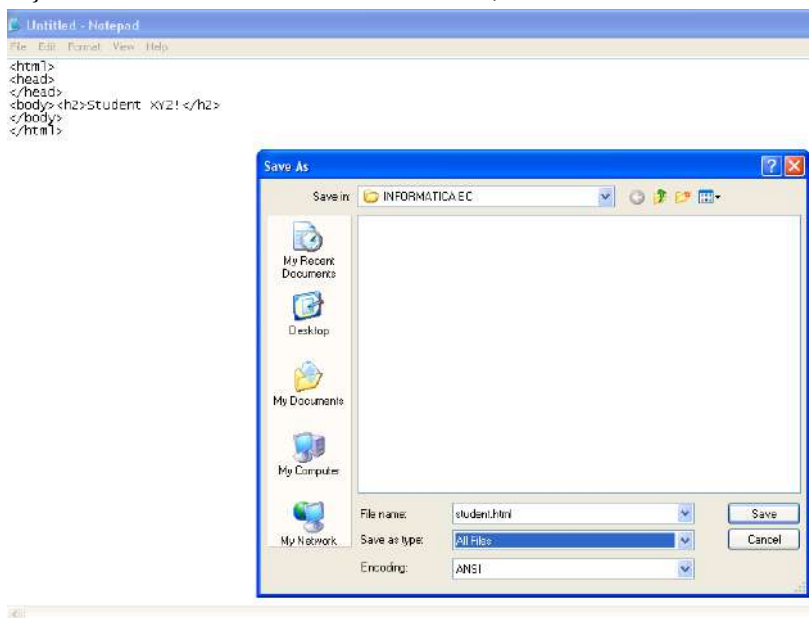 Untitled - Notepad
File Edit Format View Help
<html>
<head>
</head>
<body><h2>Student XYZ!</h2>
</body>
</html>
Save As
Save in: INFORMATICA EC
My Recent
Documents
Desktop
My Documents
My Computer
My Network
File name: student.html Save
Save as type: All Files Cancel
Encoding: ANSI